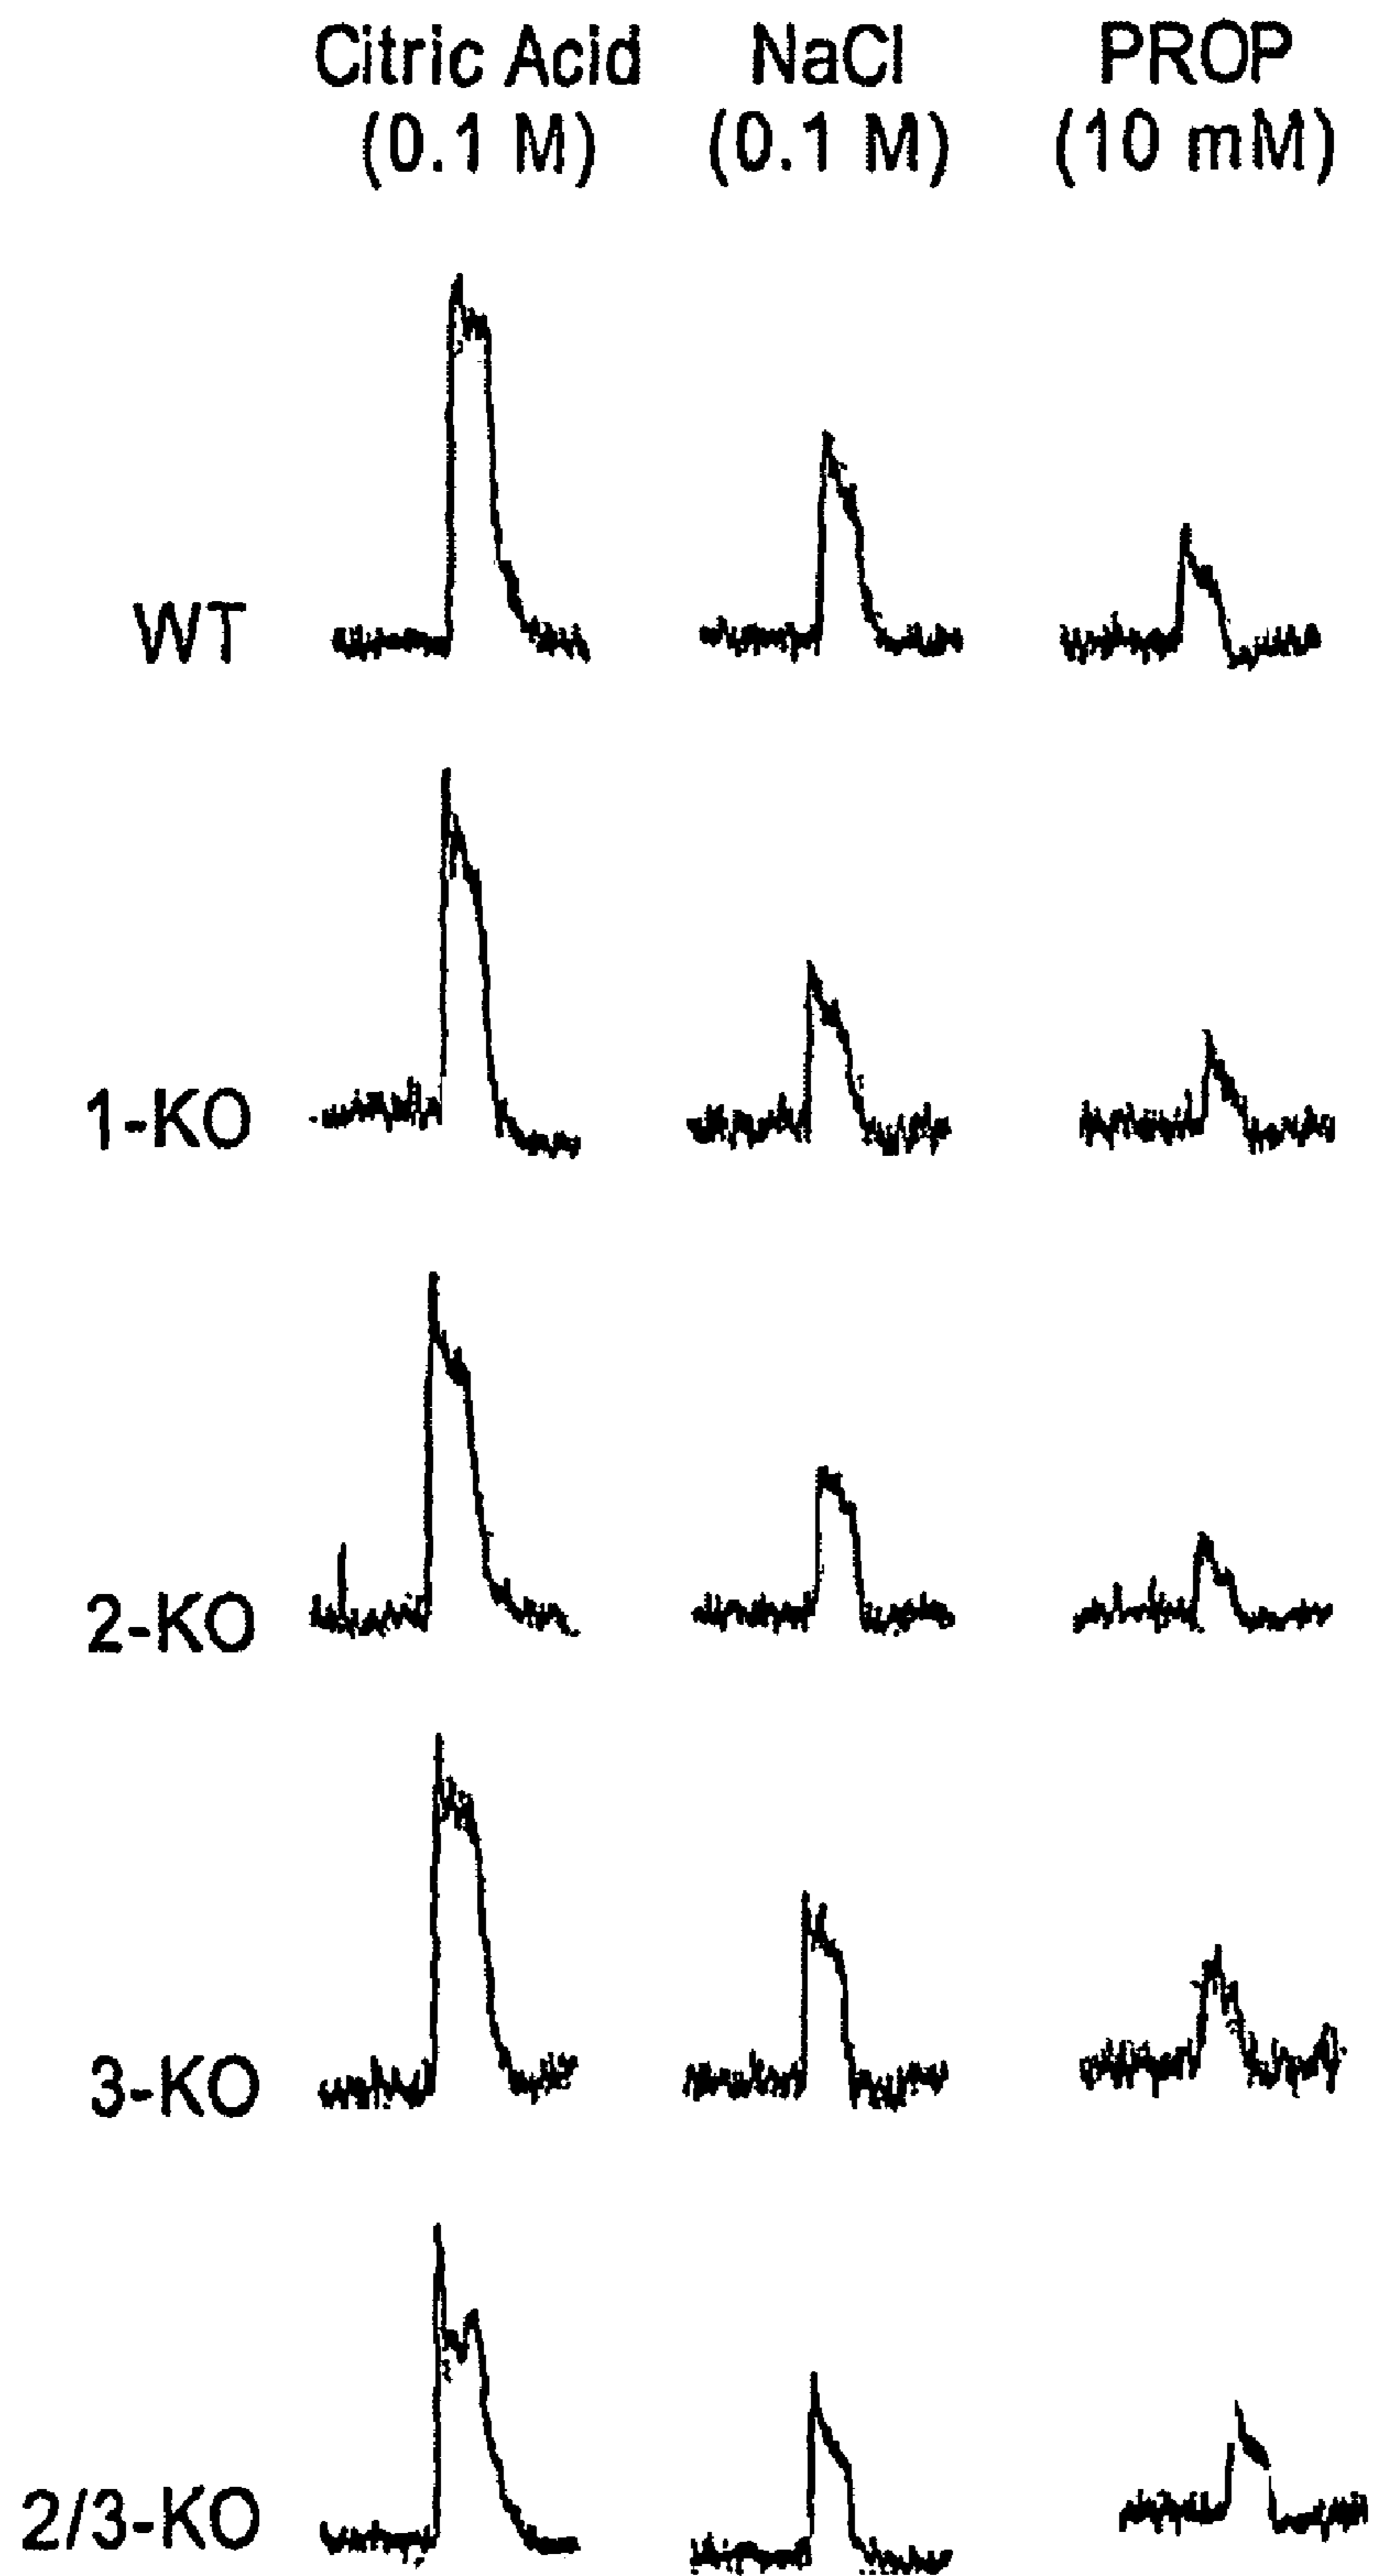 Citric Acid NaCl PROP
(0.1 M) (0.1 M) (10 mM)
WT
1-KO
2-KO
3-KO
2/3-KO